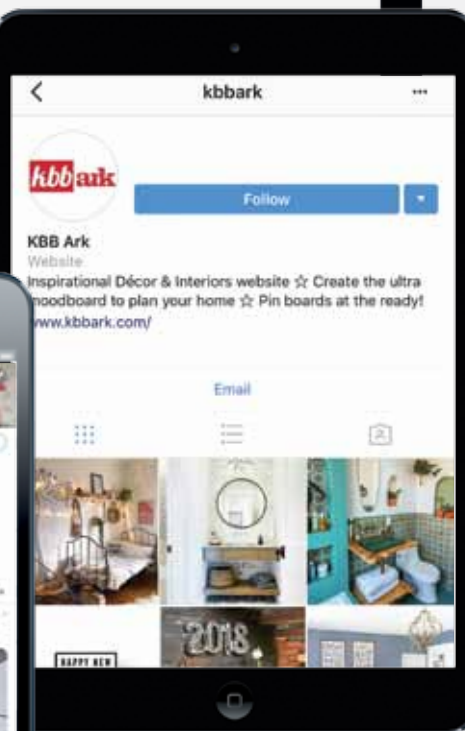 kbbark
kbbark
Follow
KBB Ark
Website
Inspirational Décor & Interiors website ☆ Create the ultra
moodboard to plan your home ☆ Pin boards at the ready!
www.kbbark.com/
Email
2018
HAPPY NEW